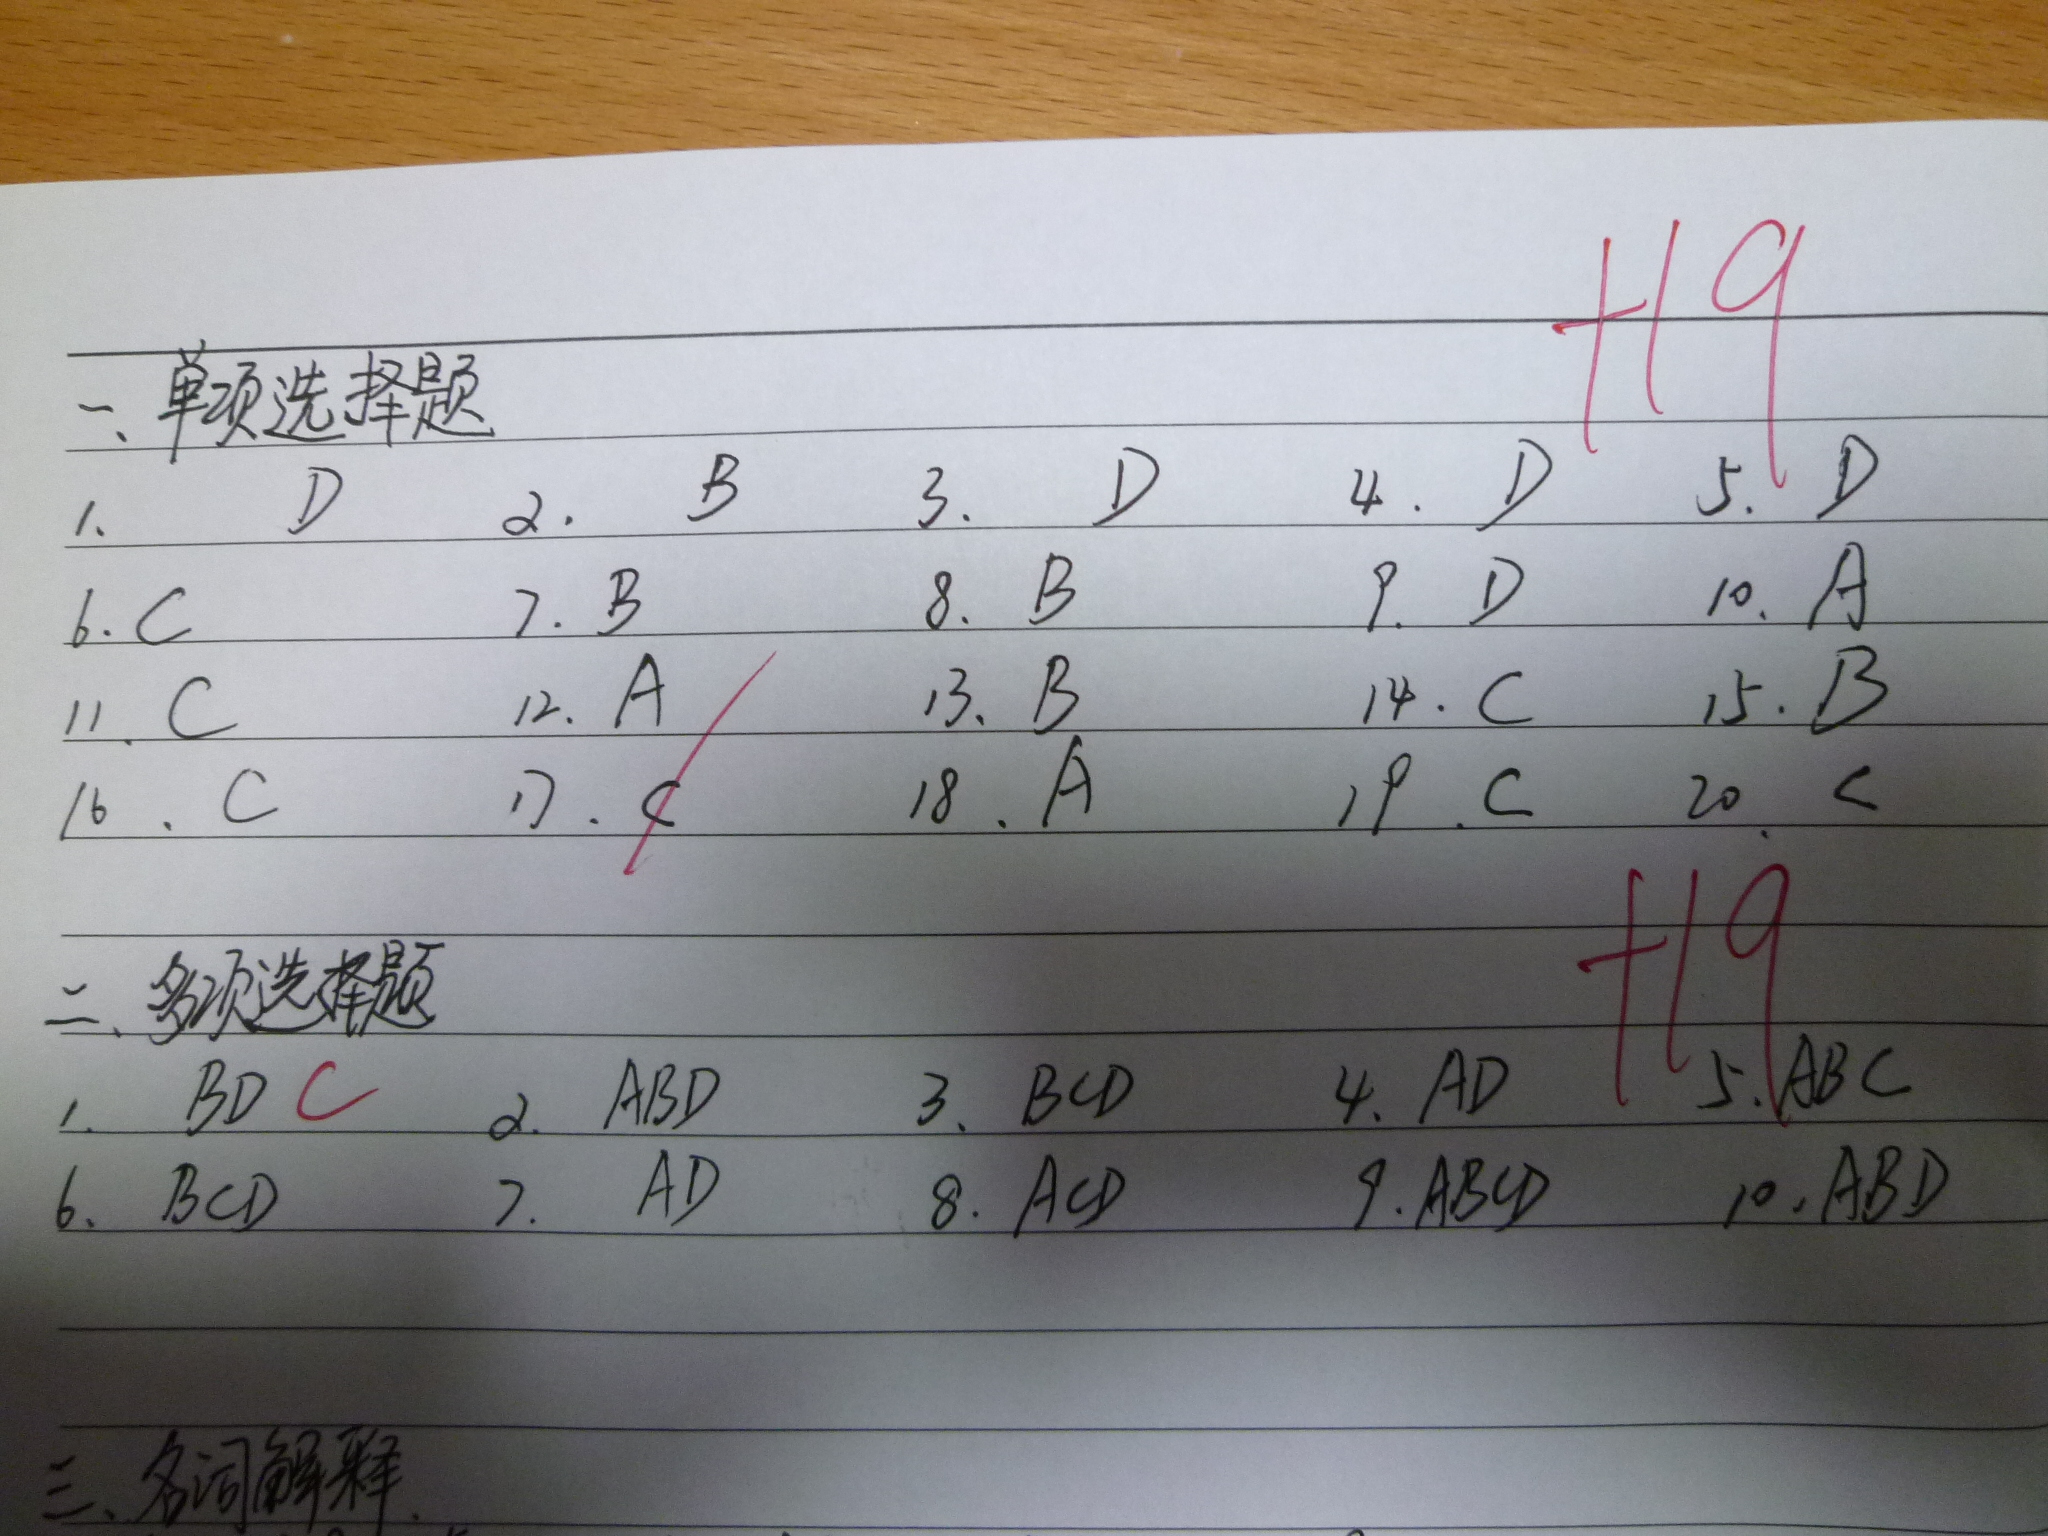 +19
一、单项选择题
1. D 2. B 3. D 4. D 5. D
6. C 7. B 8. B 9. D 10. A
11. C 12. A 13. B 14. C 15. B
16. C 17. C 18. A 19. C 20. C
+19
二、多项选择题
1. BD C 2. ABD 3. BCD 4. AD 5. ABC
6. BCD 7. AD 8. ACD 9. ABCD 10. ABD
三、名词解释.